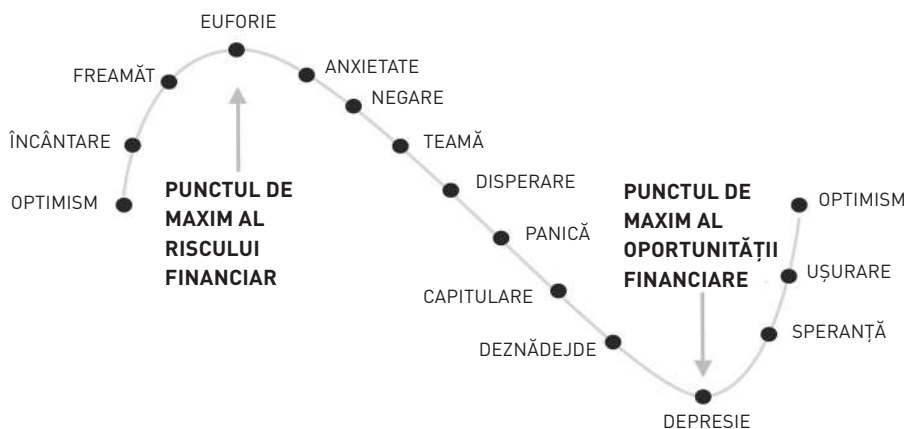 EUFORIE
FREAMĂT
ANXIETATE
NEGARE
ÎNCÂNTARE
TEAMĂ
OPTIMISM
PUNCTUL DE
MAXIM AL
RISCULUI
FINANCIAR
DISPERARE
PANICĂ
CAPITULARE
DEZNĂDEJDE
PUNCTUL DE
MAXIM AL
OPORTUNITĂȚII
FINANCIARE
OPTIMISM
UȘURARE
SPERANȚĂ
DEPRESIE